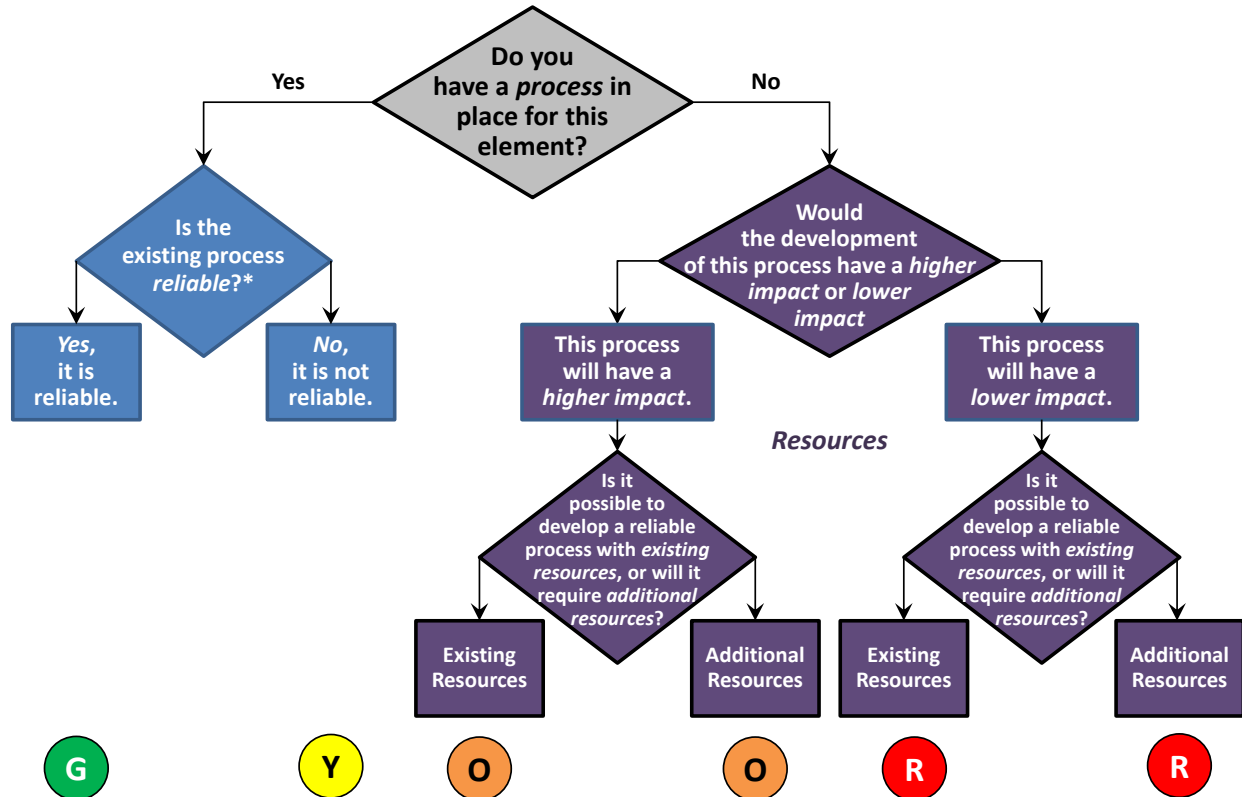 Do you
have a process in
place for this
element?
Yes
No
Is the
existing process
reliable?*
Would
the development
of this process have a higher
impact or lower
impact
Yes,
it is
reliable.
No,
it is not
reliable.
This process
will have a
higher impact.
This process
will have a
lower impact.
Resources
Is it
possible to
develop a reliable
process with existing
resources, or will it
require additional
resources?
Is it
possible to
develop a reliable
process with existing
resources, or will it
require additional
resources?
Existing
Resources
Additional
Resources
Existing
Resources
Additional
Resources
G
Y
O
O
R
R